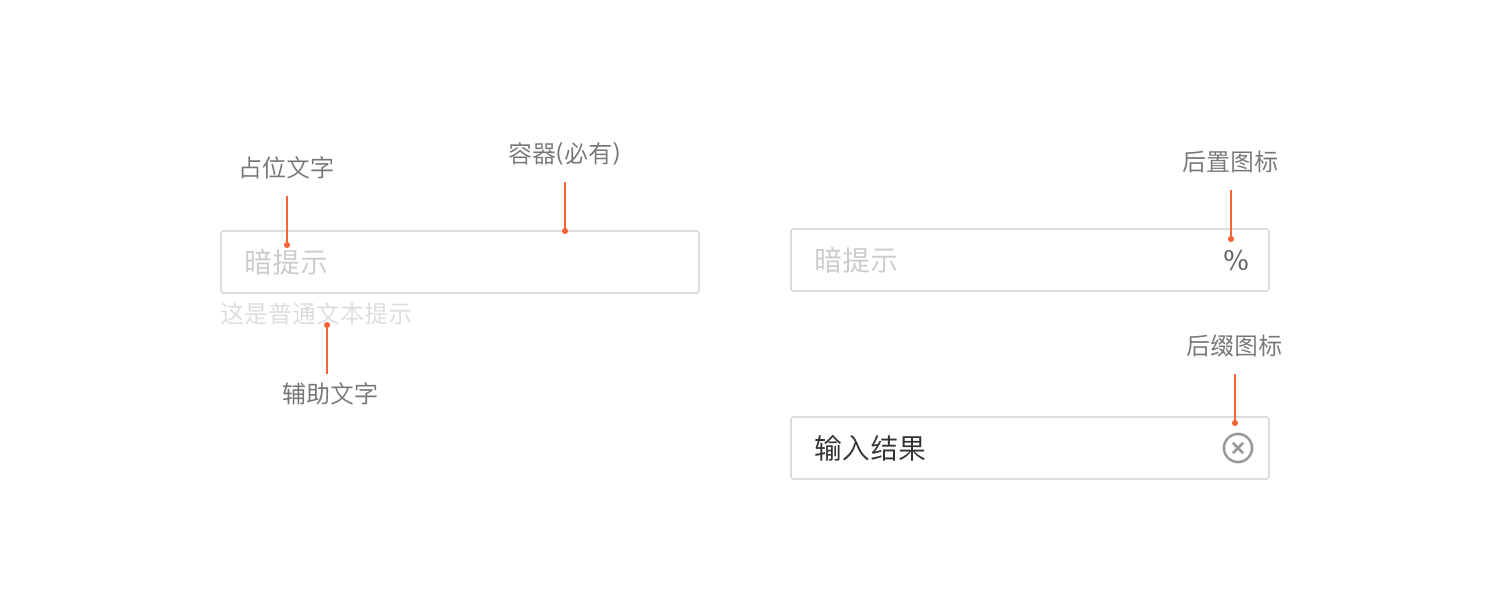 占位文字
容器(必有)
暗提示
这是普通文本提示
辅助文字
后置图标
暗提示
%
后缀图标
输入结果